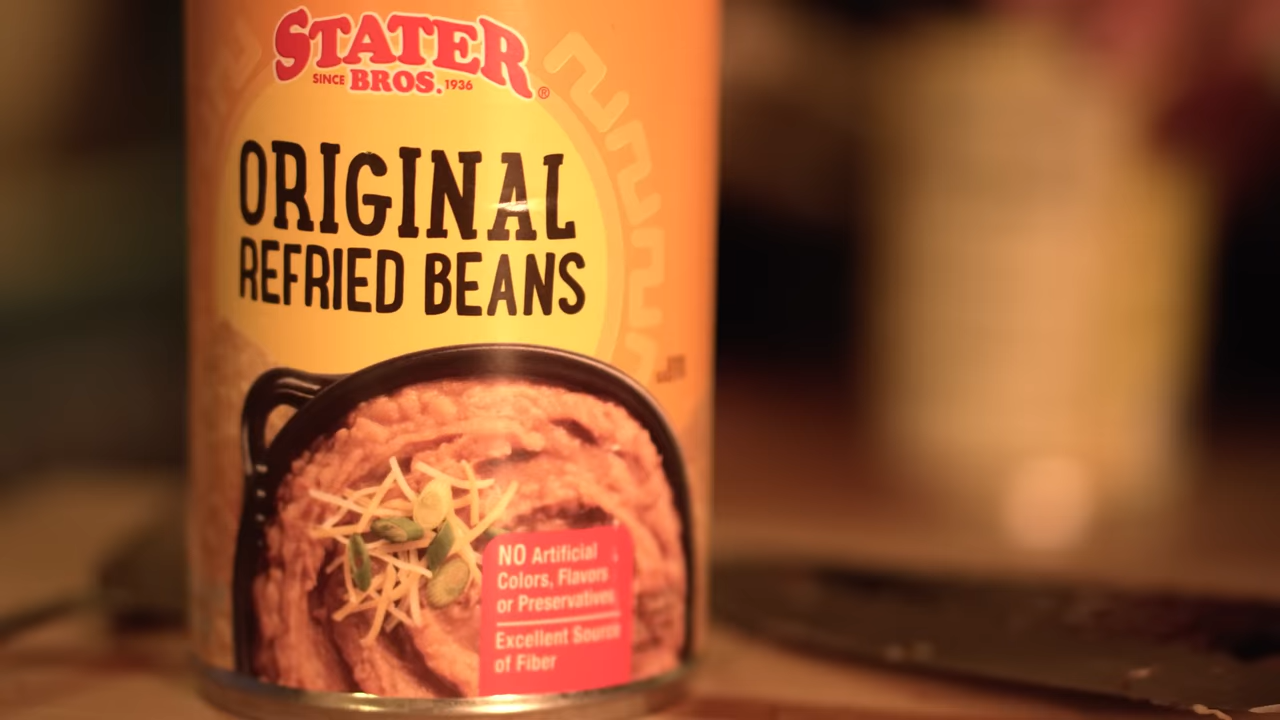 STATER
SINCE BROS. 1936 ®
ORIGINAL
REFRIED BEANS
NO Artificial
Colors, Flavors
or Preservatives
Excellent Source
of Fiber